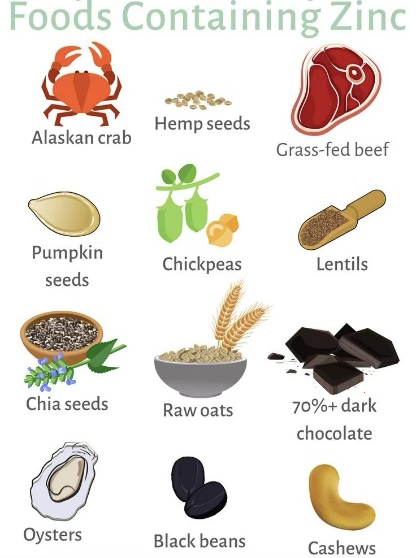 Foods Containing Zinc
Alaskan crab
Hemp seeds
Grass-fed beef
Pumpkin
seeds
Chickpeas
Lentils
Chia seeds
Raw oats
70%+ dark
chocolate
Oysters
Black beans
Cashews